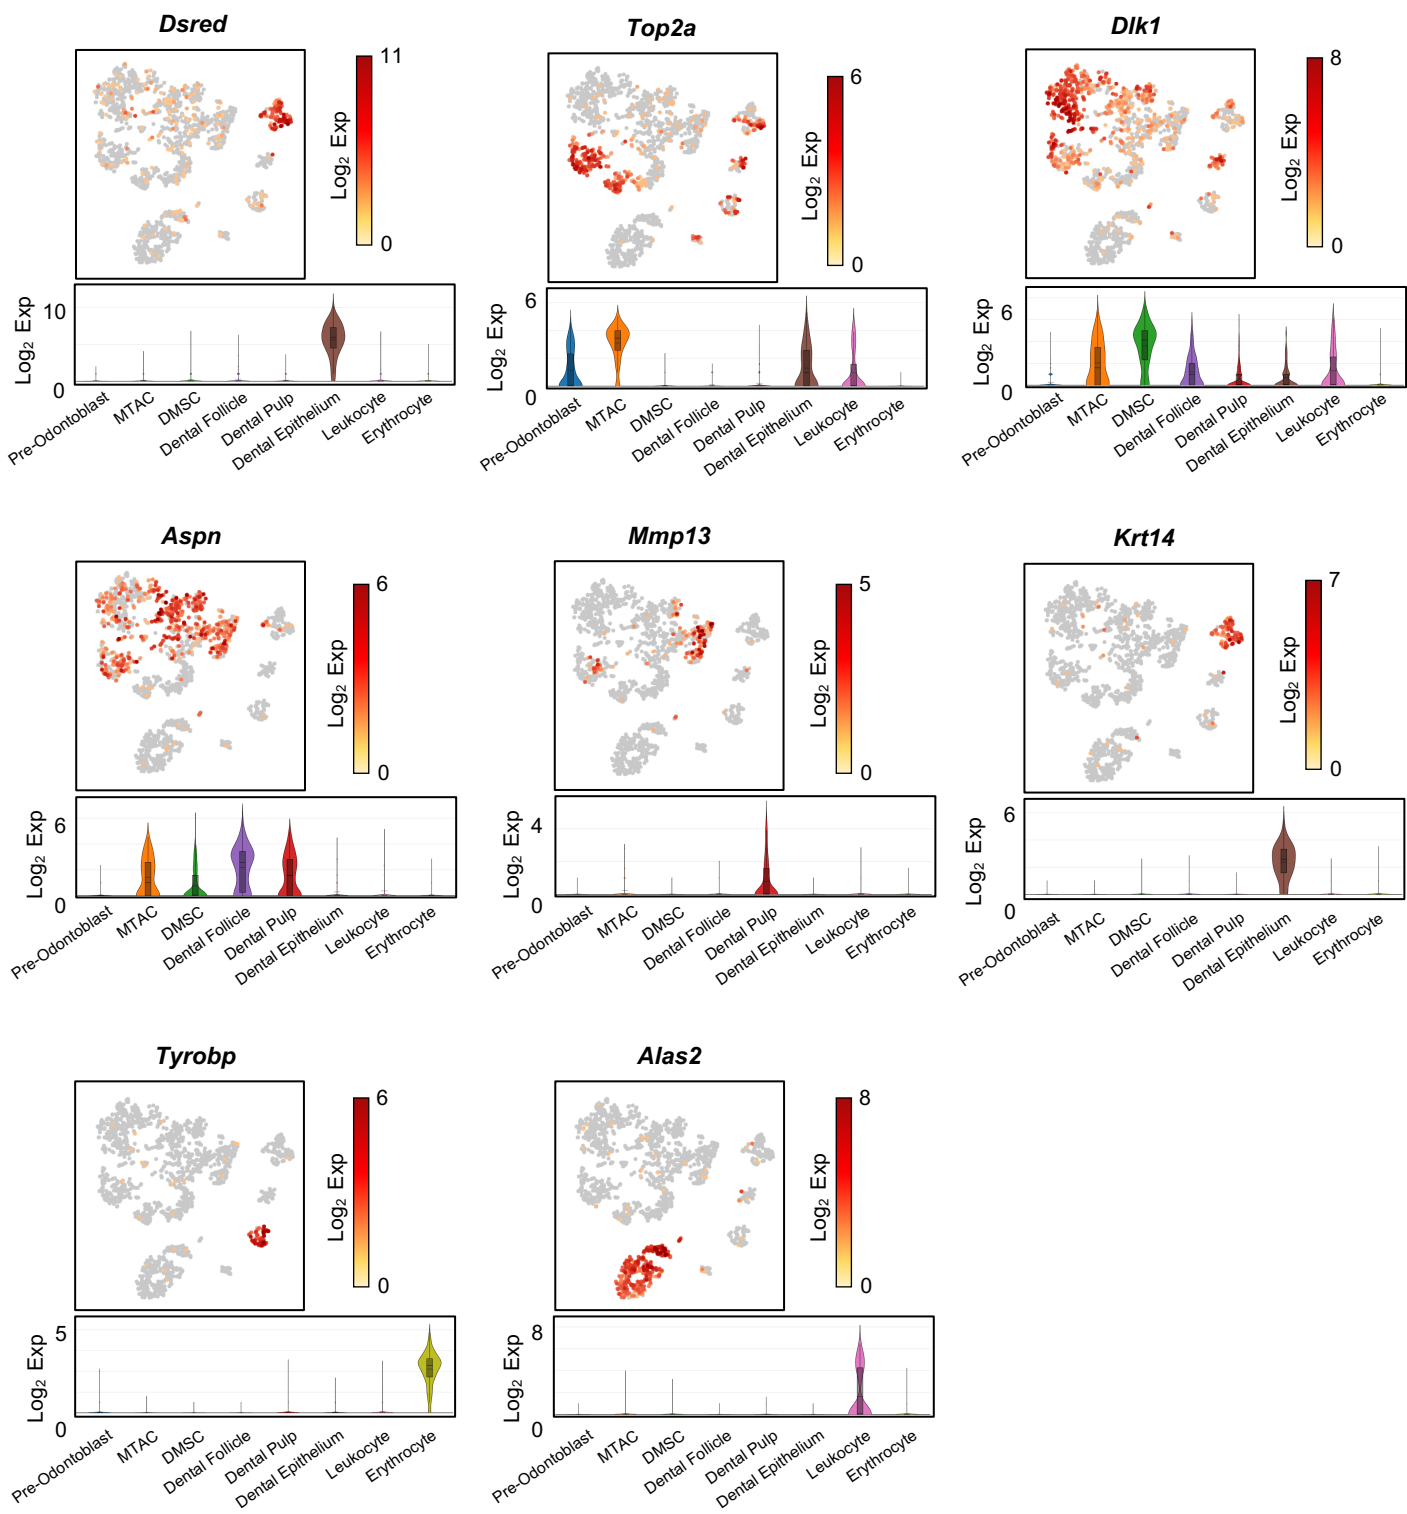 Dsred
11
Log₂ Exp
0
10
Log₂ Exp
0
Pre-Odontoblast
MTAC
DMSC
Dental Follicle
Dental Pulp
Dental Epithelium
Leukocyte
Erythrocyte
Top2a
6
Log₂ Exp
0
6
Log₂ Exp
0
Pre-Odontoblast
MTAC
DMSC
Dental Follicle
Dental Pulp
Dental Epithelium
Leukocyte
Erythrocyte
Dlk1
8
Log₂ Exp
0
6
Log₂ Exp
0
Pre-Odontoblast
MTAC
DMSC
Dental Follicle
Dental Pulp
Dental Epithelium
Leukocyte
Erythrocyte
Aspn
6
Log₂ Exp
0
6
Log₂ Exp
0
Pre-Odontoblast
MTAC
DMSC
Dental Follicle
Dental Pulp
Dental Epithelium
Leukocyte
Erythrocyte
Mmp13
5
Log₂ Exp
0
4
Log₂ Exp
0
Pre-Odontoblast
MTAC
DMSC
Dental Follicle
Dental Pulp
Dental Epithelium
Leukocyte
Erythrocyte
Krt14
7
Log₂ Exp
0
6
Log₂ Exp
0
Pre-Odontoblast
MTAC
DMSC
Dental Follicle
Dental Pulp
Dental Epithelium
Leukocyte
Erythrocyte
Tyrobp
6
Log₂ Exp
0
5
Log₂ Exp
0
Pre-Odontoblast
MTAC
DMSC
Dental Follicle
Dental Pulp
Dental Epithelium
Leukocyte
Erythrocyte
Alas2
8
Log₂ Exp
0
8
Log₂ Exp
0
Pre-Odontoblast
MTAC
DMSC
Dental Follicle
Dental Pulp
Dental Epithelium
Leukocyte
Erythrocyte